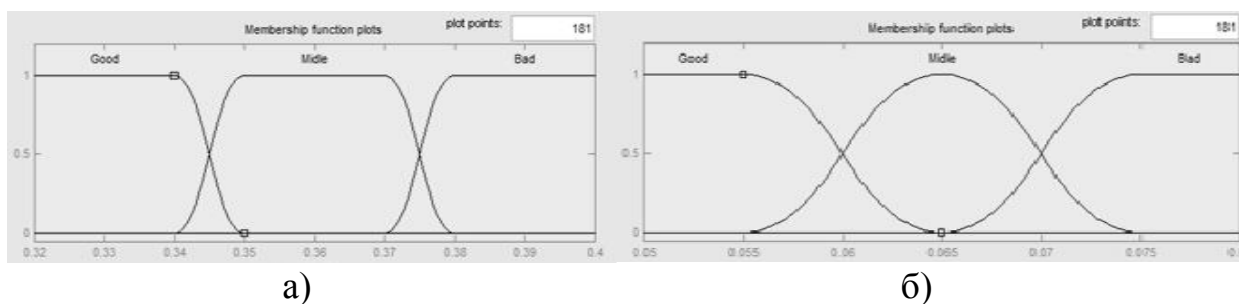 Membership function plots
plot points:
181
Good
Midle
Bad
1
0.5
0
0.32
0.33
0.34
0.35
0.36
0.37
0.38
0.39
0.4
а)
Membership function plots
plot points:
181
Good
Midle
Bad
1
0.5
0
0.05
0.055
0.06
0.065
0.07
0.075
б)